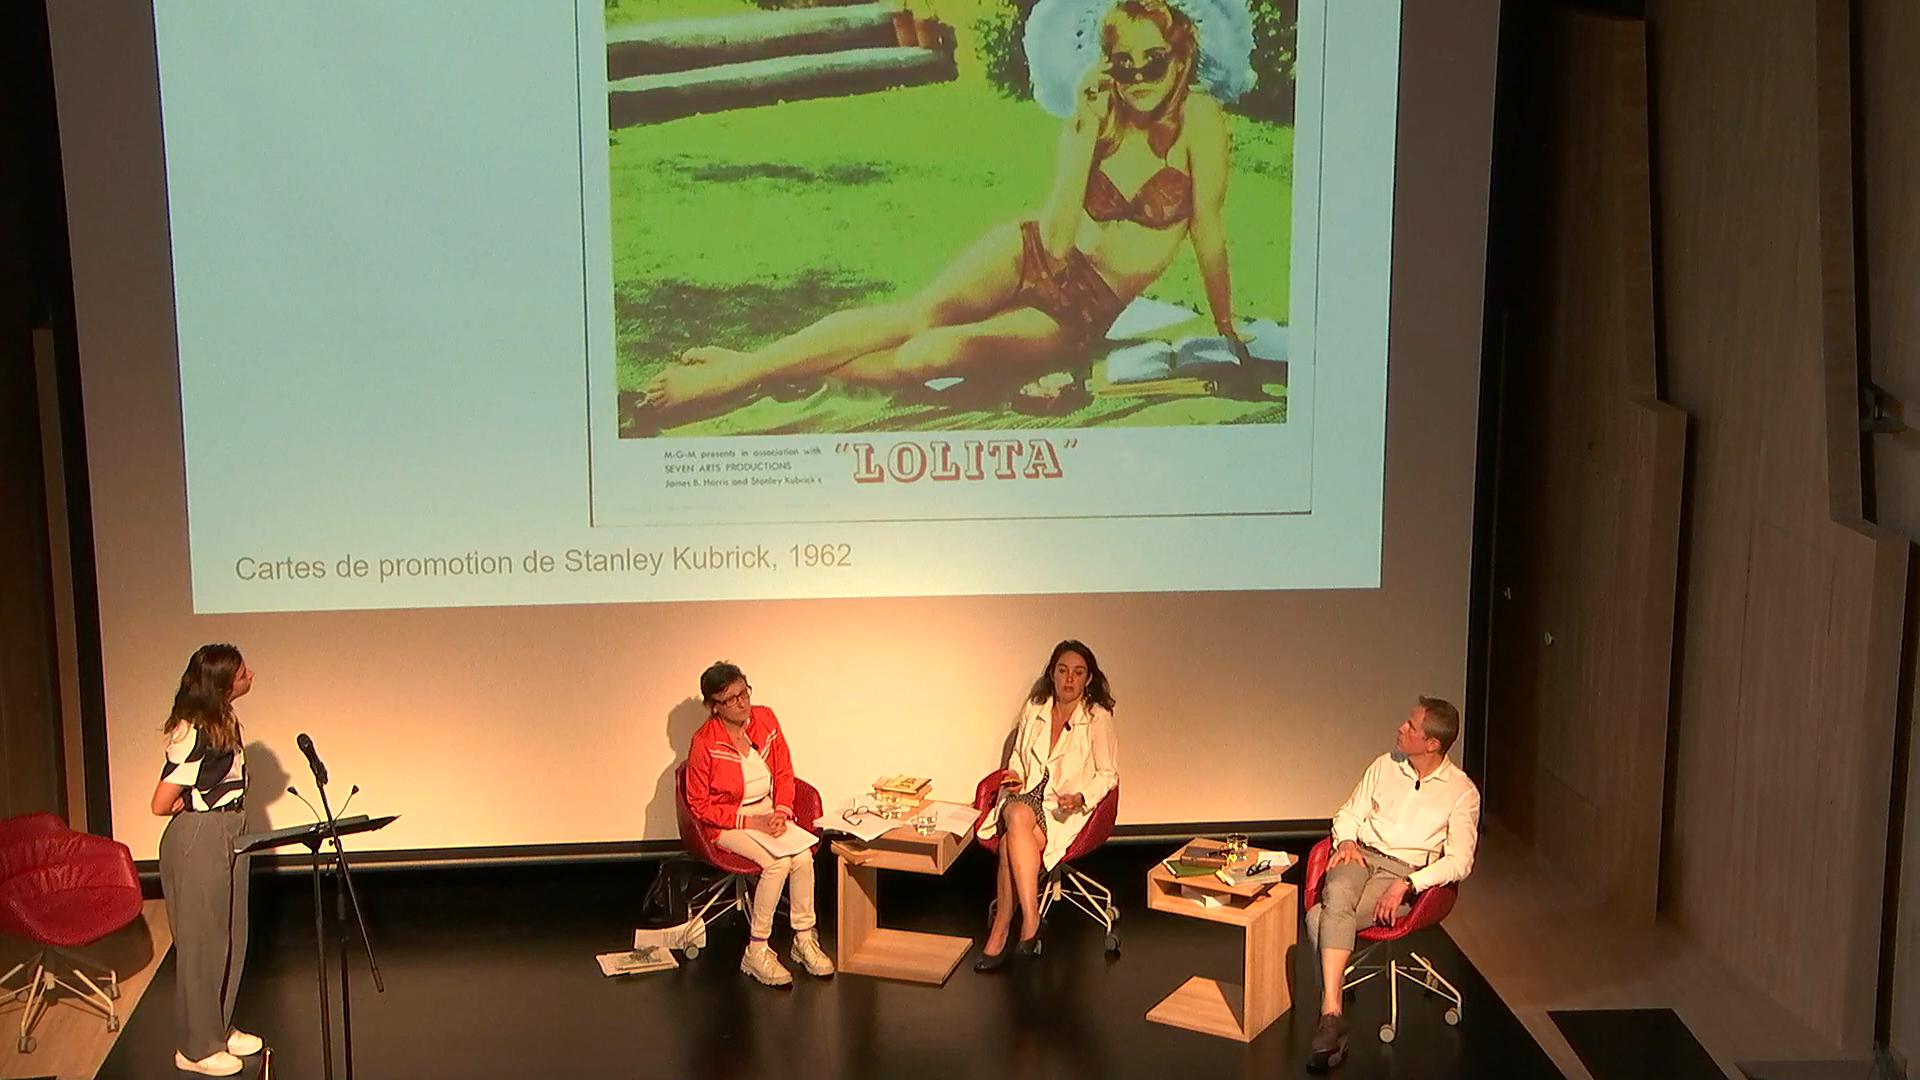 M-G-M presents in association with
SEVEN ARTS PRODUCTIONS
James B. Harris and Stanley Kubrick's
"LOLITA"
Cartes de promotion de Stanley Kubrick, 1962